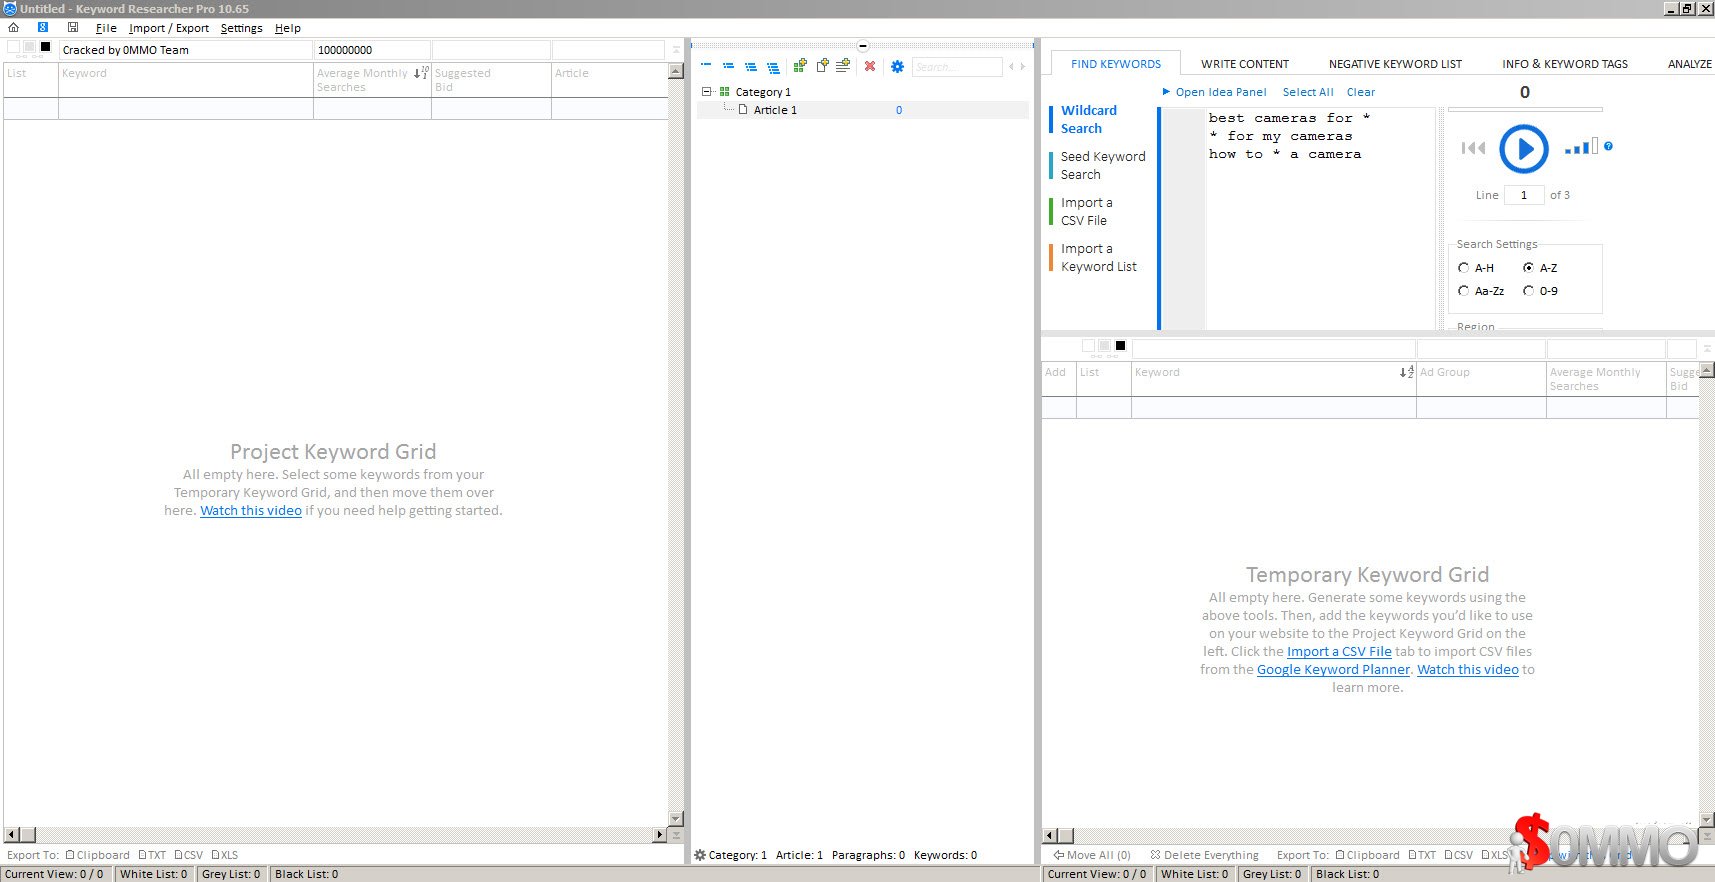 Untitled - Keyword Researcher Pro 10.65
File Import / Export Settings Help
Cracked by 0MMO Team 100000000
List Keyword Average Monthly Searches Suggested Bid Article
Project Keyword Grid
All empty here. Select some keywords from your
Temporary Keyword Grid, and then move them over
here. Watch this video if you need help getting started.
Export To: Clipboard TXT CSV XLS
Current View: 0 / 0 White List: 0 Grey List: 0 Black List: 0
Search...
Category 1
Article 1 0
Category: 1 Article: 1 Paragraphs: 0 Keywords: 0
FIND KEYWORDS WRITE CONTENT NEGATIVE KEYWORD LIST INFO & KEYWORD TAGS ANALYZE
Open Idea Panel Select All Clear
Wildcard
Search
Seed Keyword
Search
Import a
CSV File
Import a
Keyword List
best cameras for *
* for my cameras
how to * a camera
0
Line 1 of 3
Search Settings
A-H A-Z
Aa-Zz 0-9
Region
Add List Keyword Ad Group Average Monthly Searches Sugge Bid
Temporary Keyword Grid
All empty here. Generate some keywords using the
above tools. Then, add the keywords you'd like to use
on your website to the Project Keyword Grid on the
left. Click the Import a CSV File tab to import CSV files
from the Google Keyword Planner. Watch this video to
learn more.
Move All (0) Delete Everything Export To: Clipboard TXT CSV XLS
Current View: 0 / 0 White List: 0 Grey List: 0 Black List: 0
$0MMO